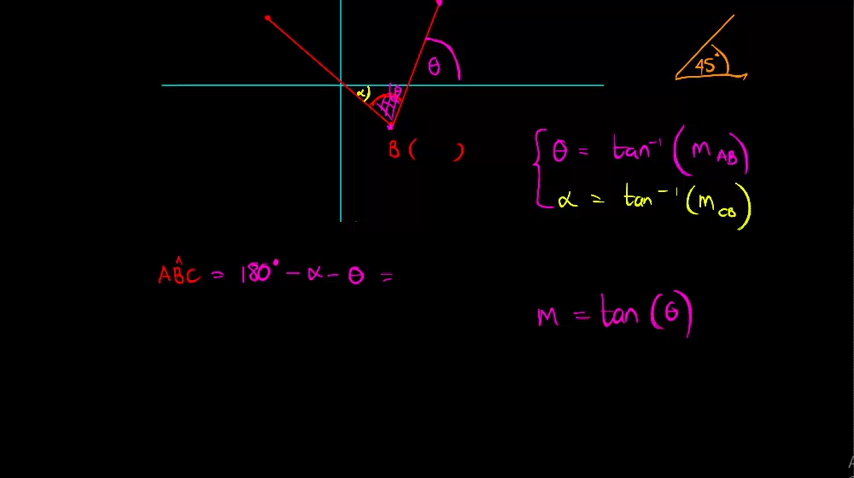 45°
θ
α
θ
B ( )
θ = tan⁻¹ (m_AB)
α = tan⁻¹ (m_CB)
AB̂C = 180° - α - θ =
m = tan (θ)
A